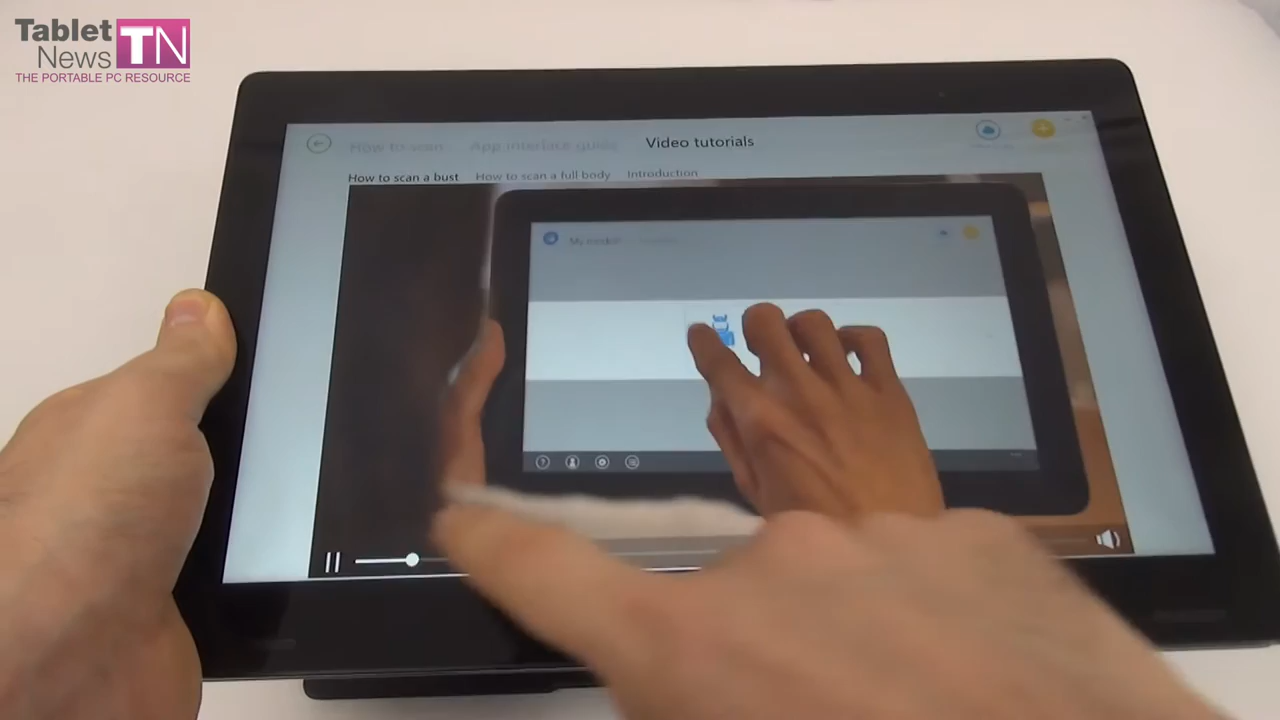 Tablet
News TN
THE PORTABLE PC RESOURCE
How to scan App interface guide Video tutorials
How to scan a bust How to scan a full body Introduction